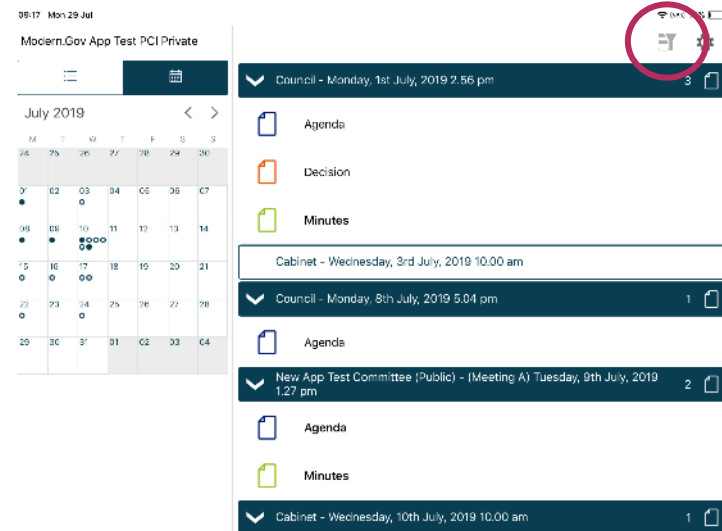 09:17 Mon 29 Jul
Modern.Gov App Test PCI Private
July 2019
M T W T F S S
24 25 26 27 28 29 30
01 02 03 04 05 06 07
08 09 10 11 12 13 14
15 16 17 18 19 20 21
22 23 24 25 26 27 28
29 30 31 01 02 03 04
Council - Monday, 1st July, 2019 2.56 pm 3
Agenda
Decision
Minutes
Cabinet - Wednesday, 3rd July, 2019 10.00 am
Council - Monday, 8th July, 2019 5.04 pm 1
Agenda
New App Test Committee (Public) - (Meeting A) Tuesday, 9th July, 2019
1.27 pm 2
Agenda
Minutes
Cabinet - Wednesday, 10th July, 2019 10.00 am 1